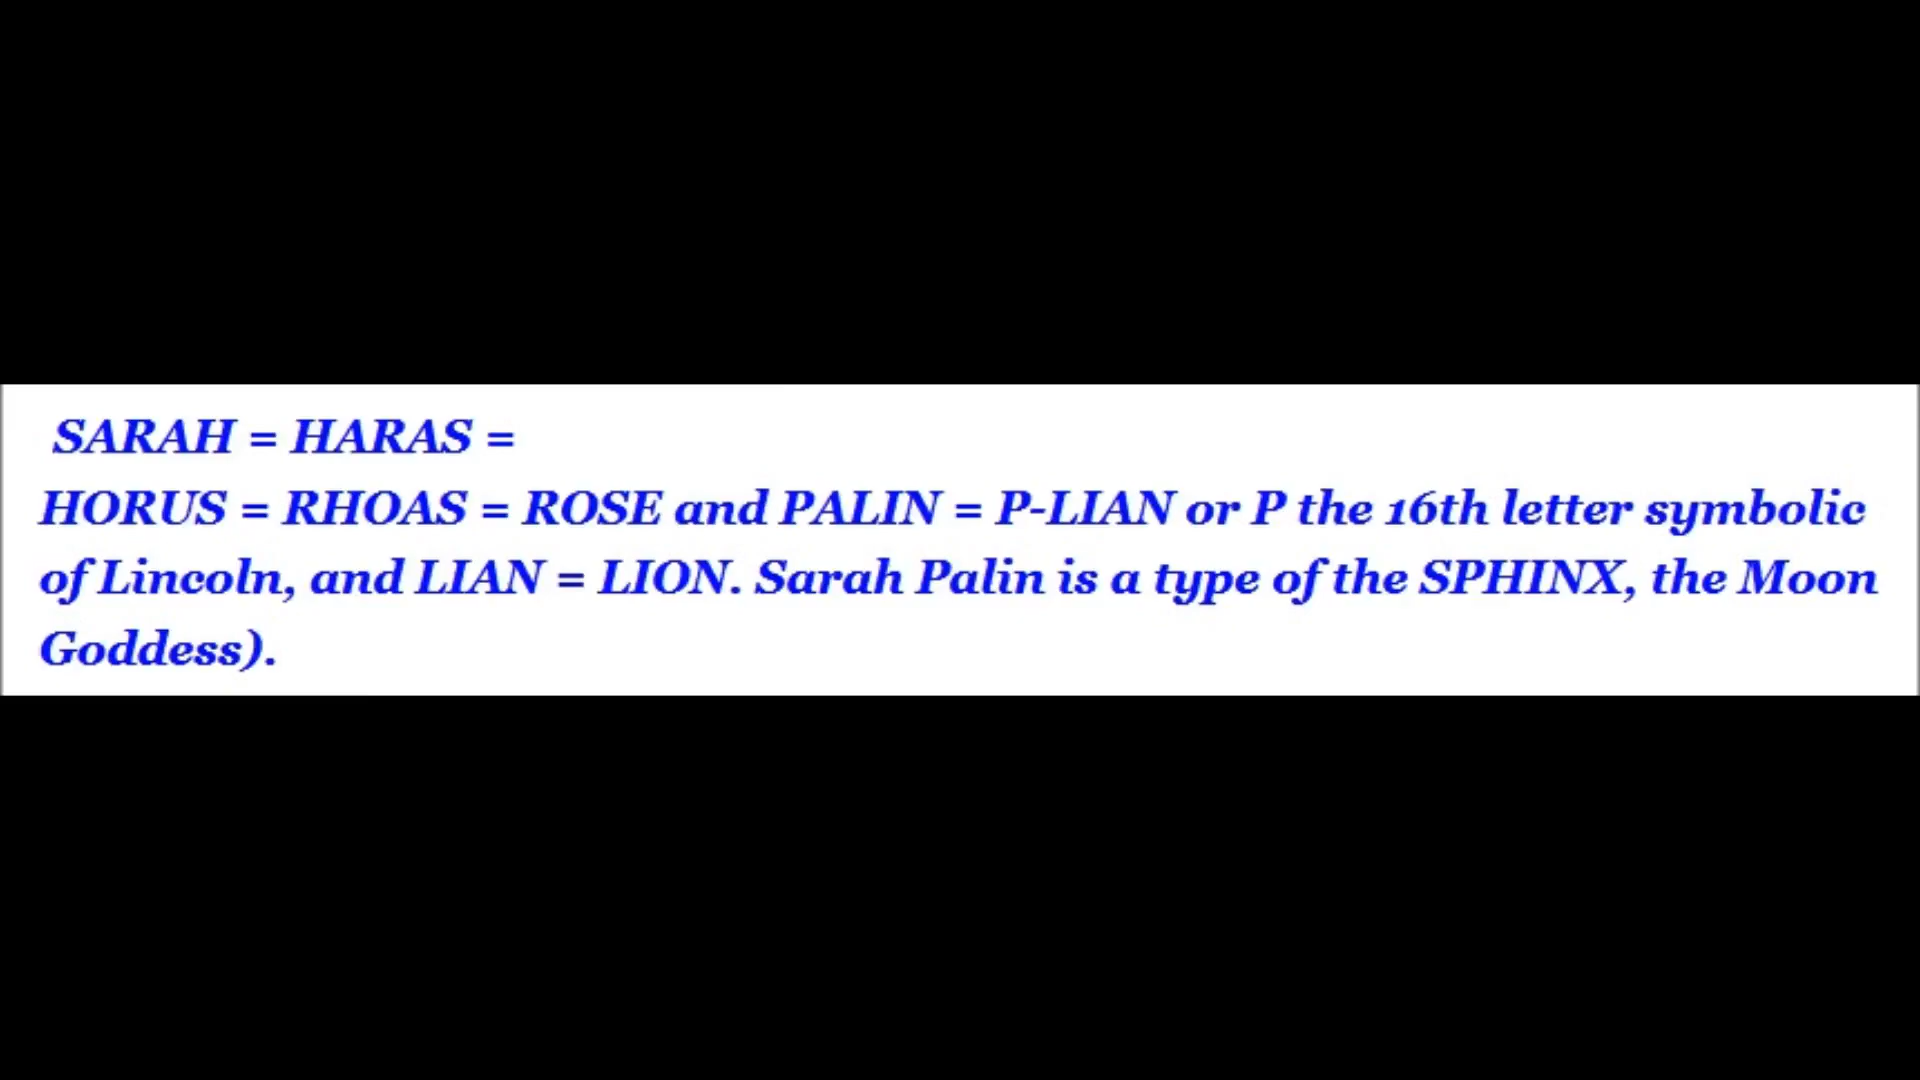 SARAH = HARAS =
HORUS = RHOAS = ROSE and PALIN = P-LIAN or P the 16th letter symbolic
of Lincoln, and LIAN = LION. Sarah Palin is a type of the SPHINX, the Moon
Goddess).